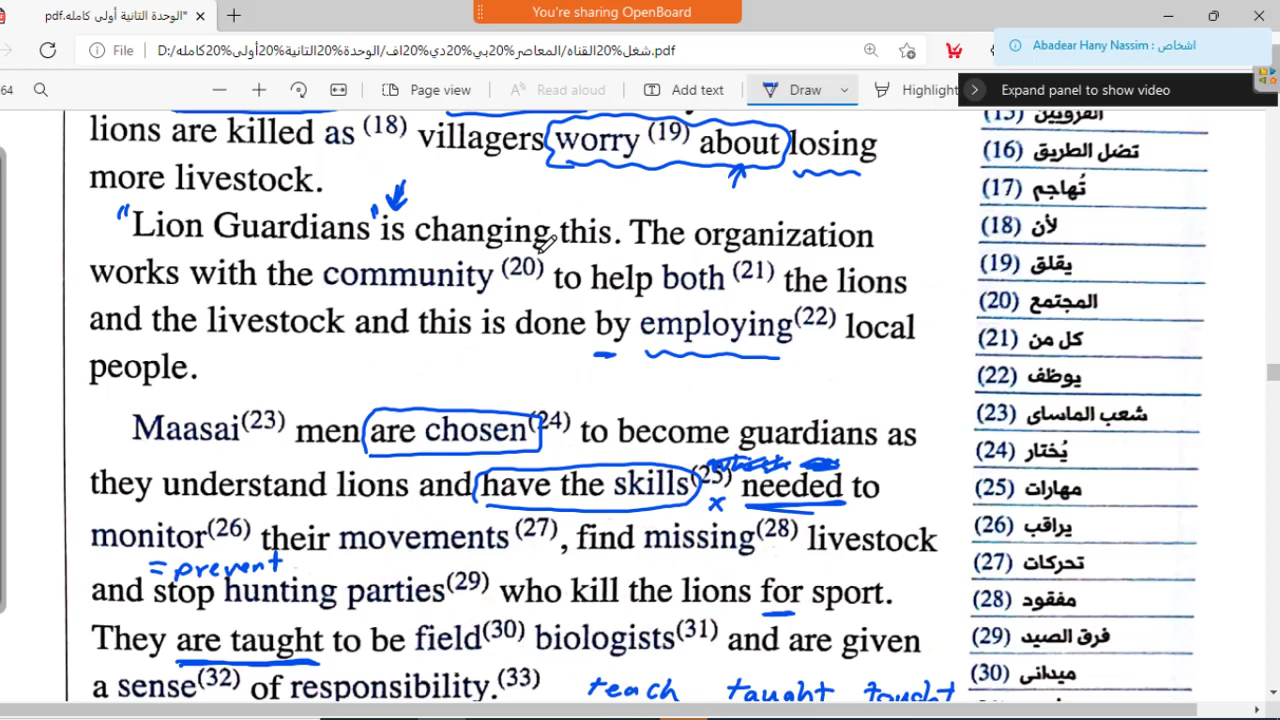 الوحدة الثانية أولى كامله.pdf*
You're sharing OpenBoard
File
D:/شغل%20القناه/المعاصر%20بي%20دي%20اف/الوحدة%20الثانية%20أولى%20كامله.pdf
Abadear Hany Nassim : اشخاص
64
Page view
Read aloud
Add text
Draw
Highlight
Expand panel to show video
lions are killed as (18) villagers worry (19) about losing
more livestock.
"Lion Guardians" is changing this. The organization
works with the community (20) to help both (21) the lions
and the livestock and this is done by employing(22) local
people.
Maasai(23) men are chosen (24) to become guardians as
they understand lions and have the skills(25) needed to
x
monitor(26) their movements (27), find missing(28) livestock
= prevent
and stop hunting parties(29) who kill the lions for sport.
They are taught to be field(30) biologists(31) and are given
a sense(32) of responsibility.(33)
teach taught taught
(15) القرويين
(16) تضل الطريق
(17) تُهاجم
(18) لأن
(19) يقلق
(20) المجتمع
(21) كل من
(22) يوظف
(23) شعب الماساى
(24) يُختار
(25) مهارات
(26) يراقب
(27) تحركات
(28) مفقود
(29) فرق الصيد
(30) ميدانى